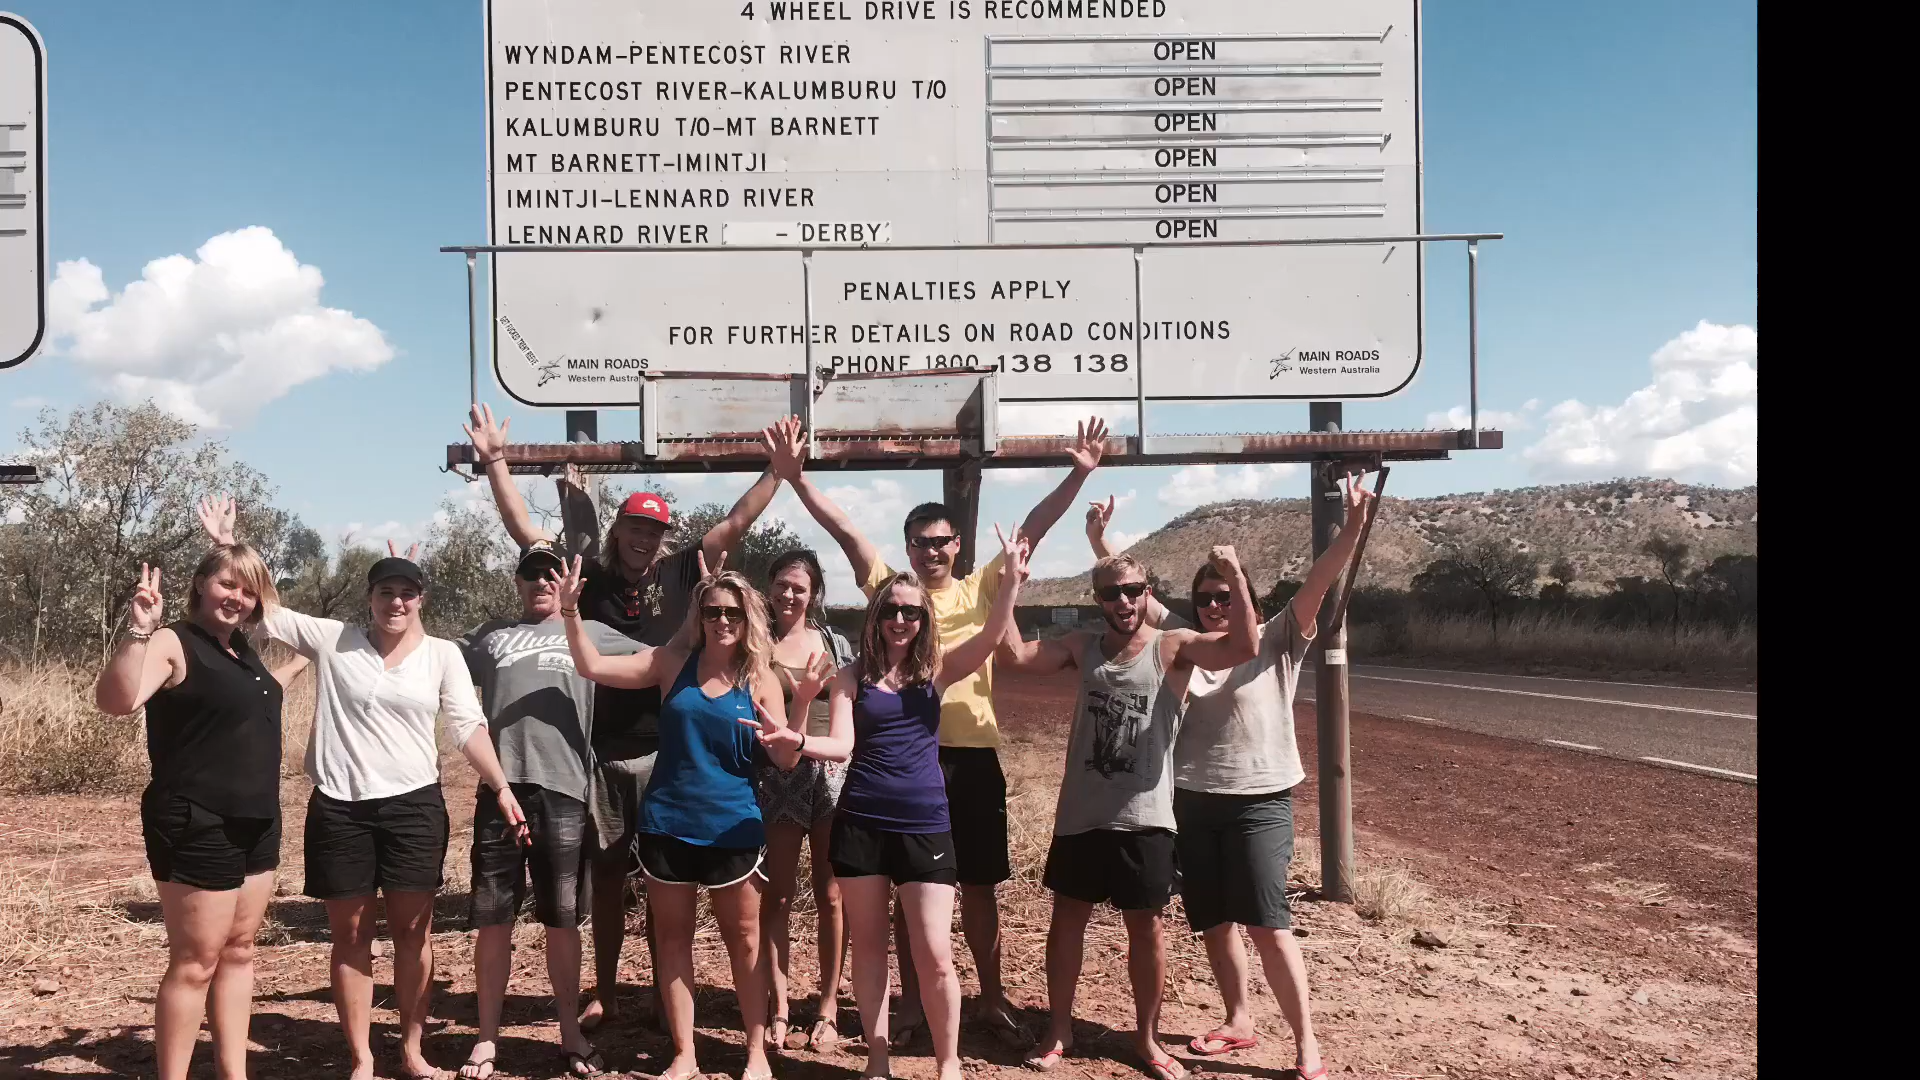 4 WHEEL DRIVE IS RECOMMENDED
WYNDAM-PENTECOST RIVER OPEN
PENTECOST RIVER-KALUMBURU T/O OPEN
KALUMBURU T/O-MT BARNETT OPEN
MT BARNETT-IMINTJI OPEN
IMINTJI-LENNARD RIVER OPEN
LENNARD RIVER - DERBY OPEN
PENALTIES APPLY
FOR FURTHER DETAILS ON ROAD CONDITIONS
PHONE 1800 138 138
MAIN ROADS
Western Austra
MAIN ROADS
Western Australia